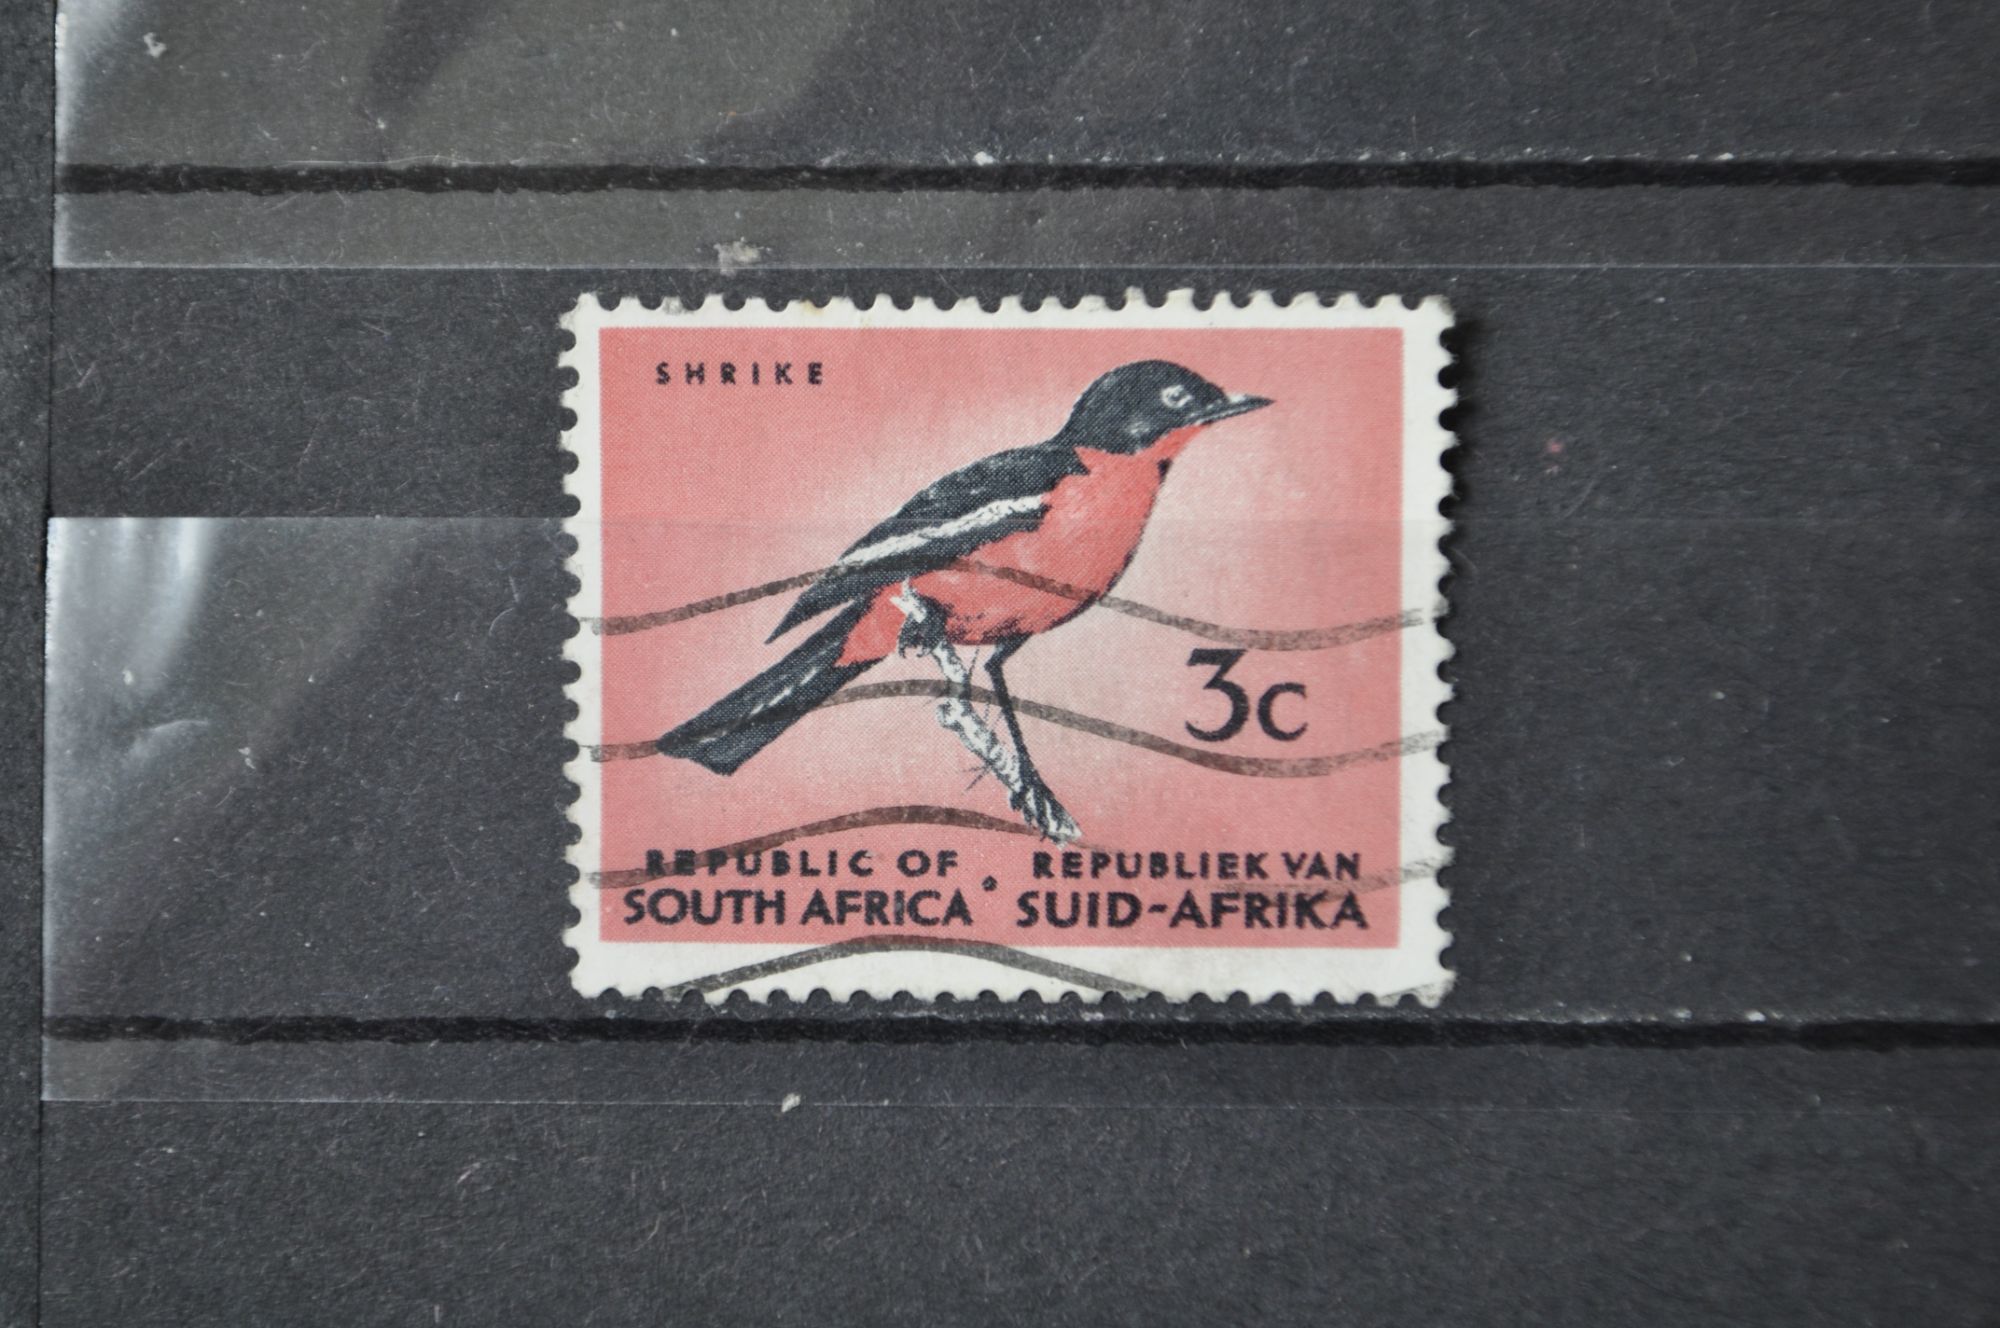 SHRIKE
3c
REPUBLIC OF
SOUTH AFRICA
REPUBLIEK VAN
SUID-AFRIKA